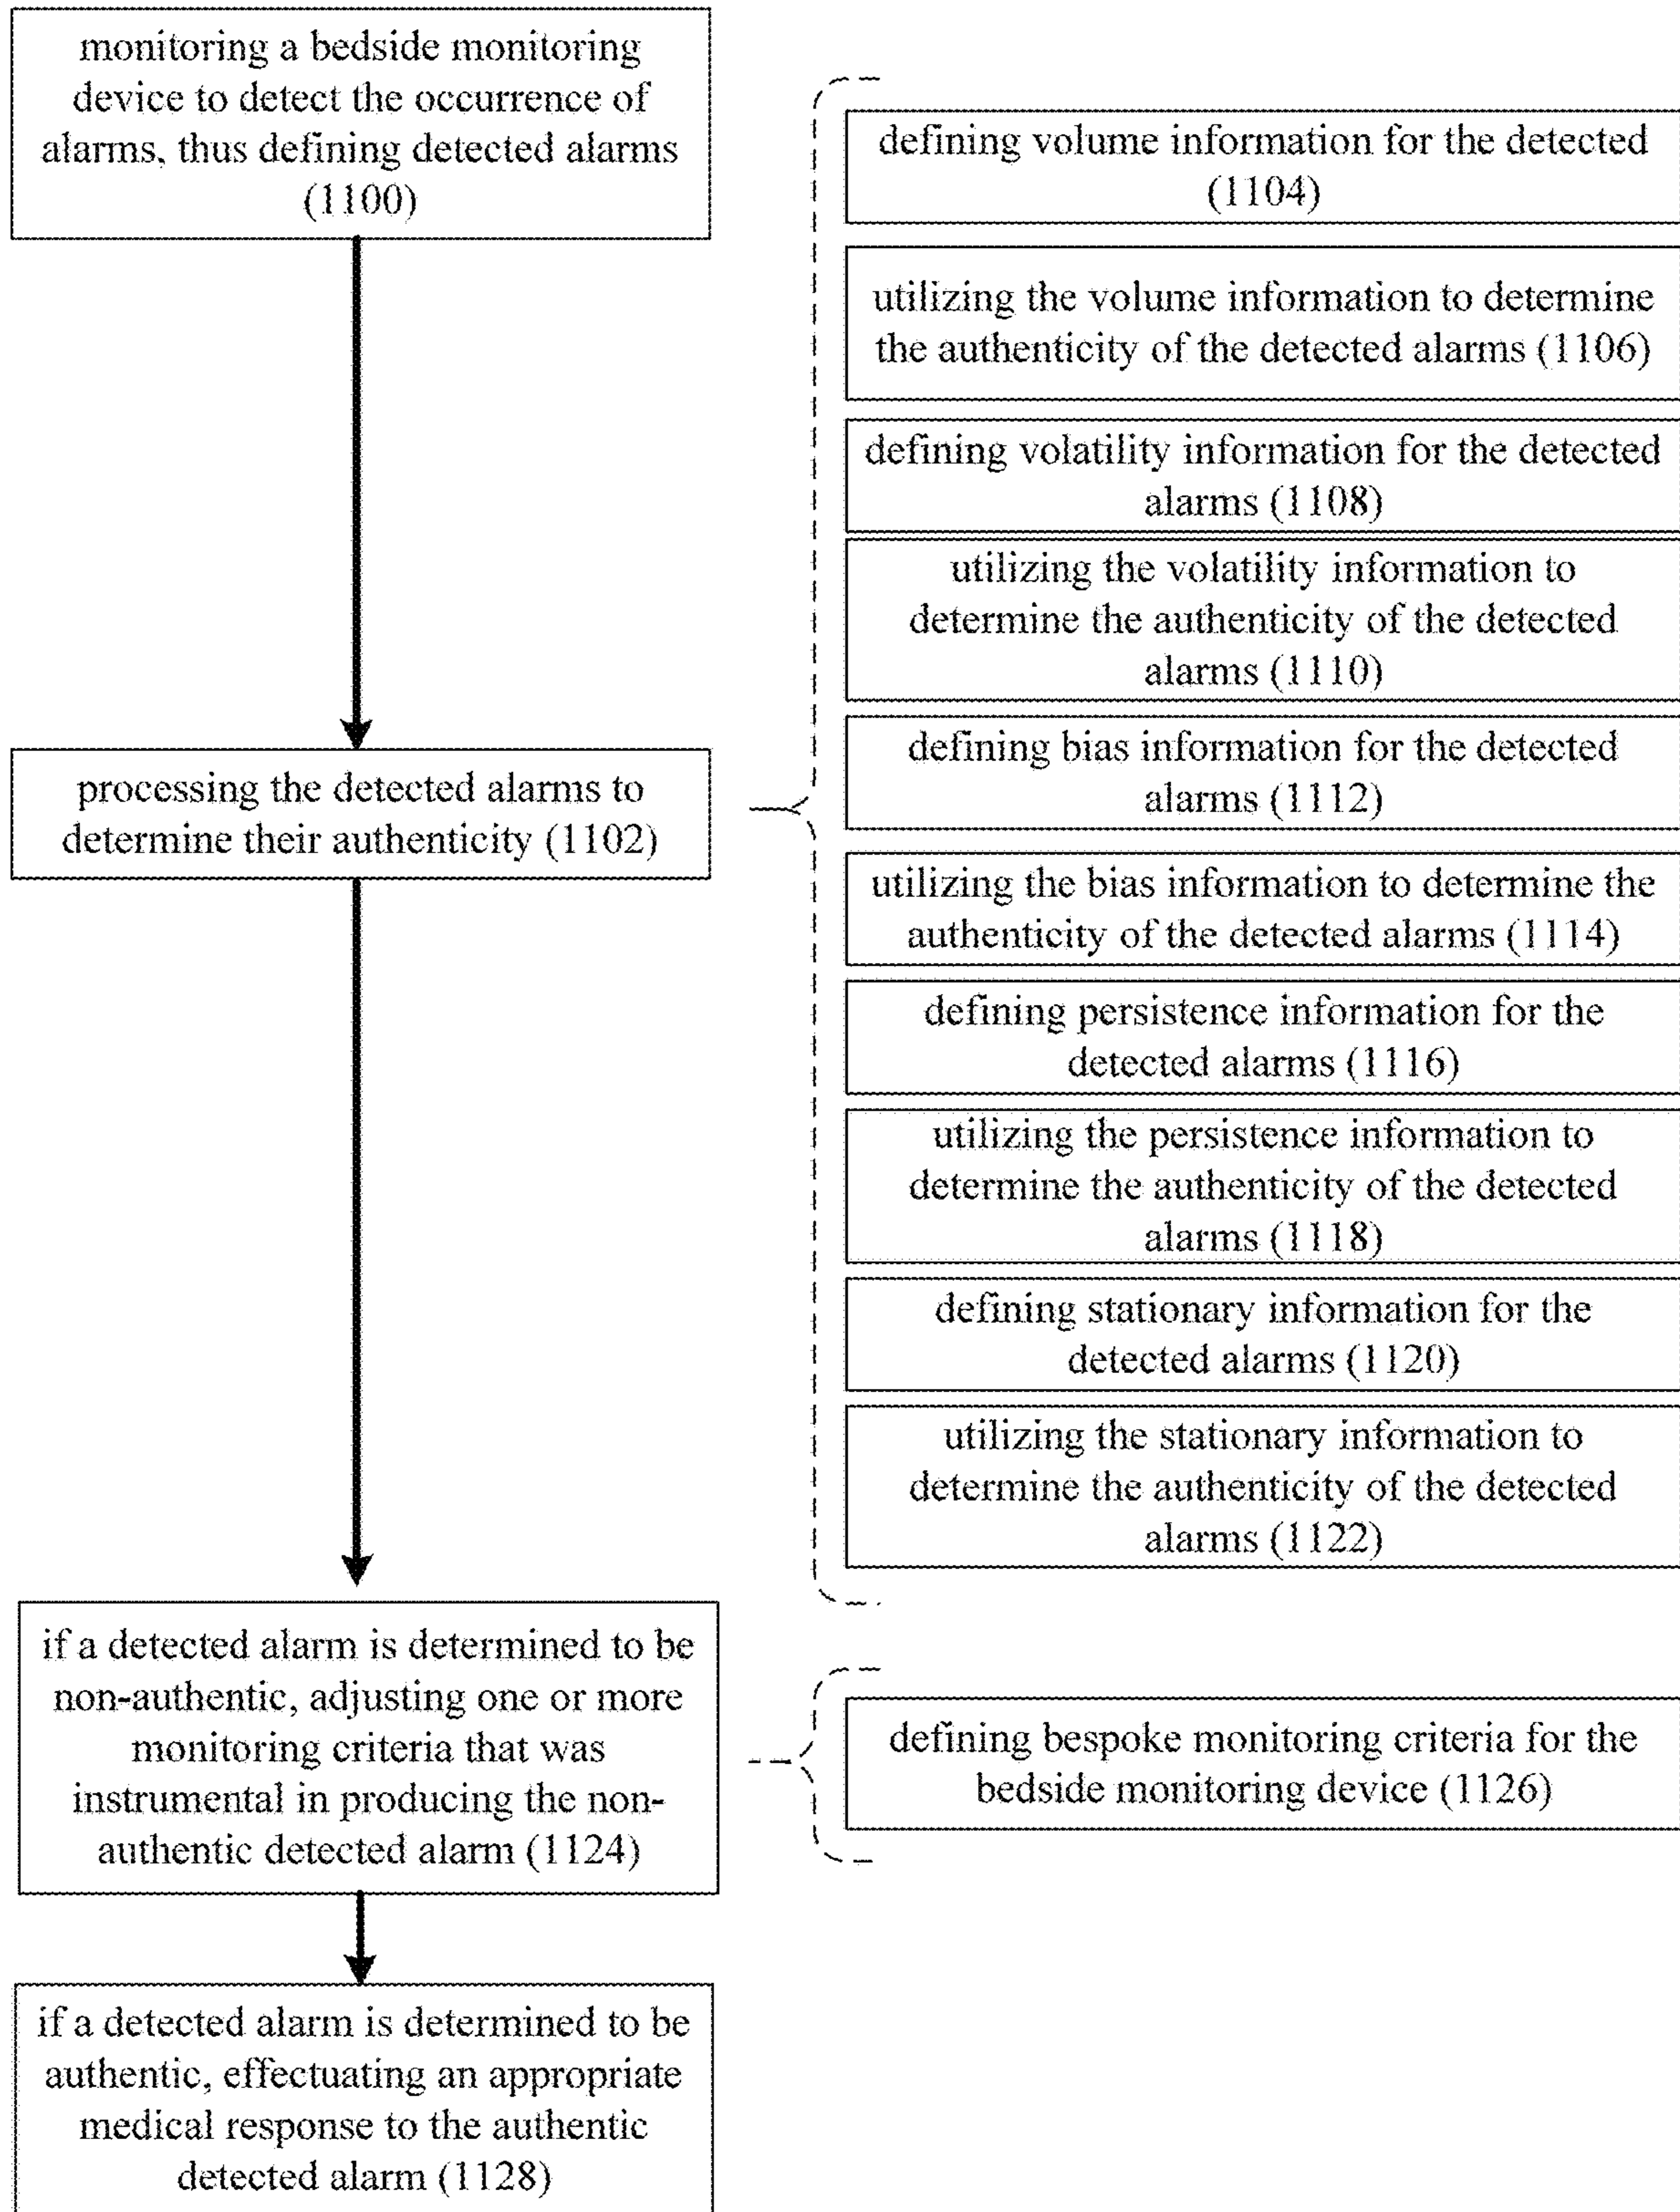 monitoring a bedside monitoring
device to detect the occurrence of
alarms, thus defining detected alarms
(1100)
processing the detected alarms to
determine their authenticity (1102)
defining volume information for the detected
(1104)
utilizing the volume information to determine
the authenticity of the detected alarms (1106)
defining volatility information for the detected
alarms (1108)
utilizing the volatility information to
determine the authenticity of the detected
alarms (1110)
defining bias information for the detected
alarms (1112)
utilizing the bias information to determine the
authenticity of the detected alarms (1114)
defining persistence information for the
detected alarms (1116)
utilizing the persistence information to
determine the authenticity of the detected
alarms (1118)
defining stationary information for the
detected alarms (1120)
utilizing the stationary information to
determine the authenticity of the detected
alarms (1122)
if a detected alarm is determined to be
non-authentic, adjusting one or more
monitoring criteria that was
instrumental in producing the non-
authentic detected alarm (1124)
defining bespoke monitoring criteria for the
bedside monitoring device (1126)
if a detected alarm is determined to be
authentic, effectuating an appropriate
medical response to the authentic
detected alarm (1128)